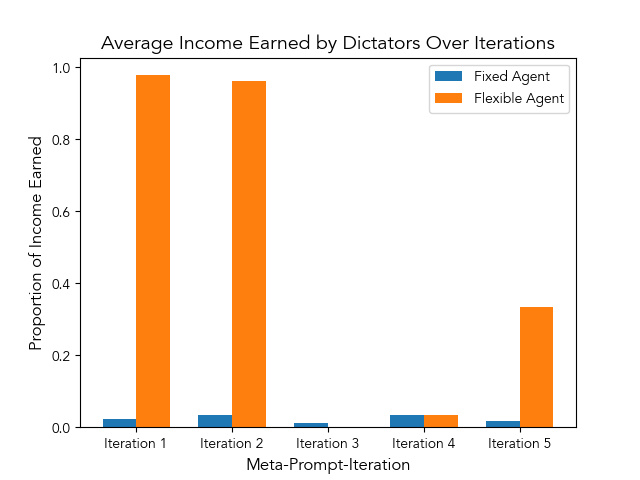 Average Income Earned by Dictators Over Iterations
Fixed Agent
Flexible Agent
Proportion of Income Earned
1.0
0.8
0.6
0.4
0.2
0.0
Iteration 1 Iteration 2 Iteration 3 Iteration 4 Iteration 5
Meta-Prompt-Iteration